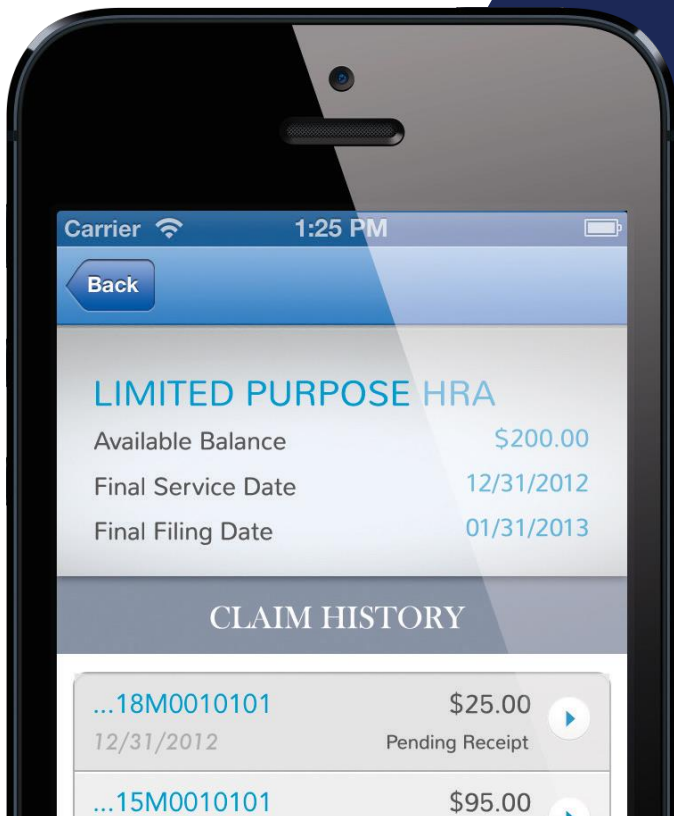 Carrier 1:25 PM
Back
LIMITED PURPOSE HRA
Available Balance $200.00
Final Service Date 12/31/2012
Final Filing Date 01/31/2013
CLAIM HISTORY
...18M0010101 $25.00
12/31/2012 Pending Receipt
...15M0010101 $95.00